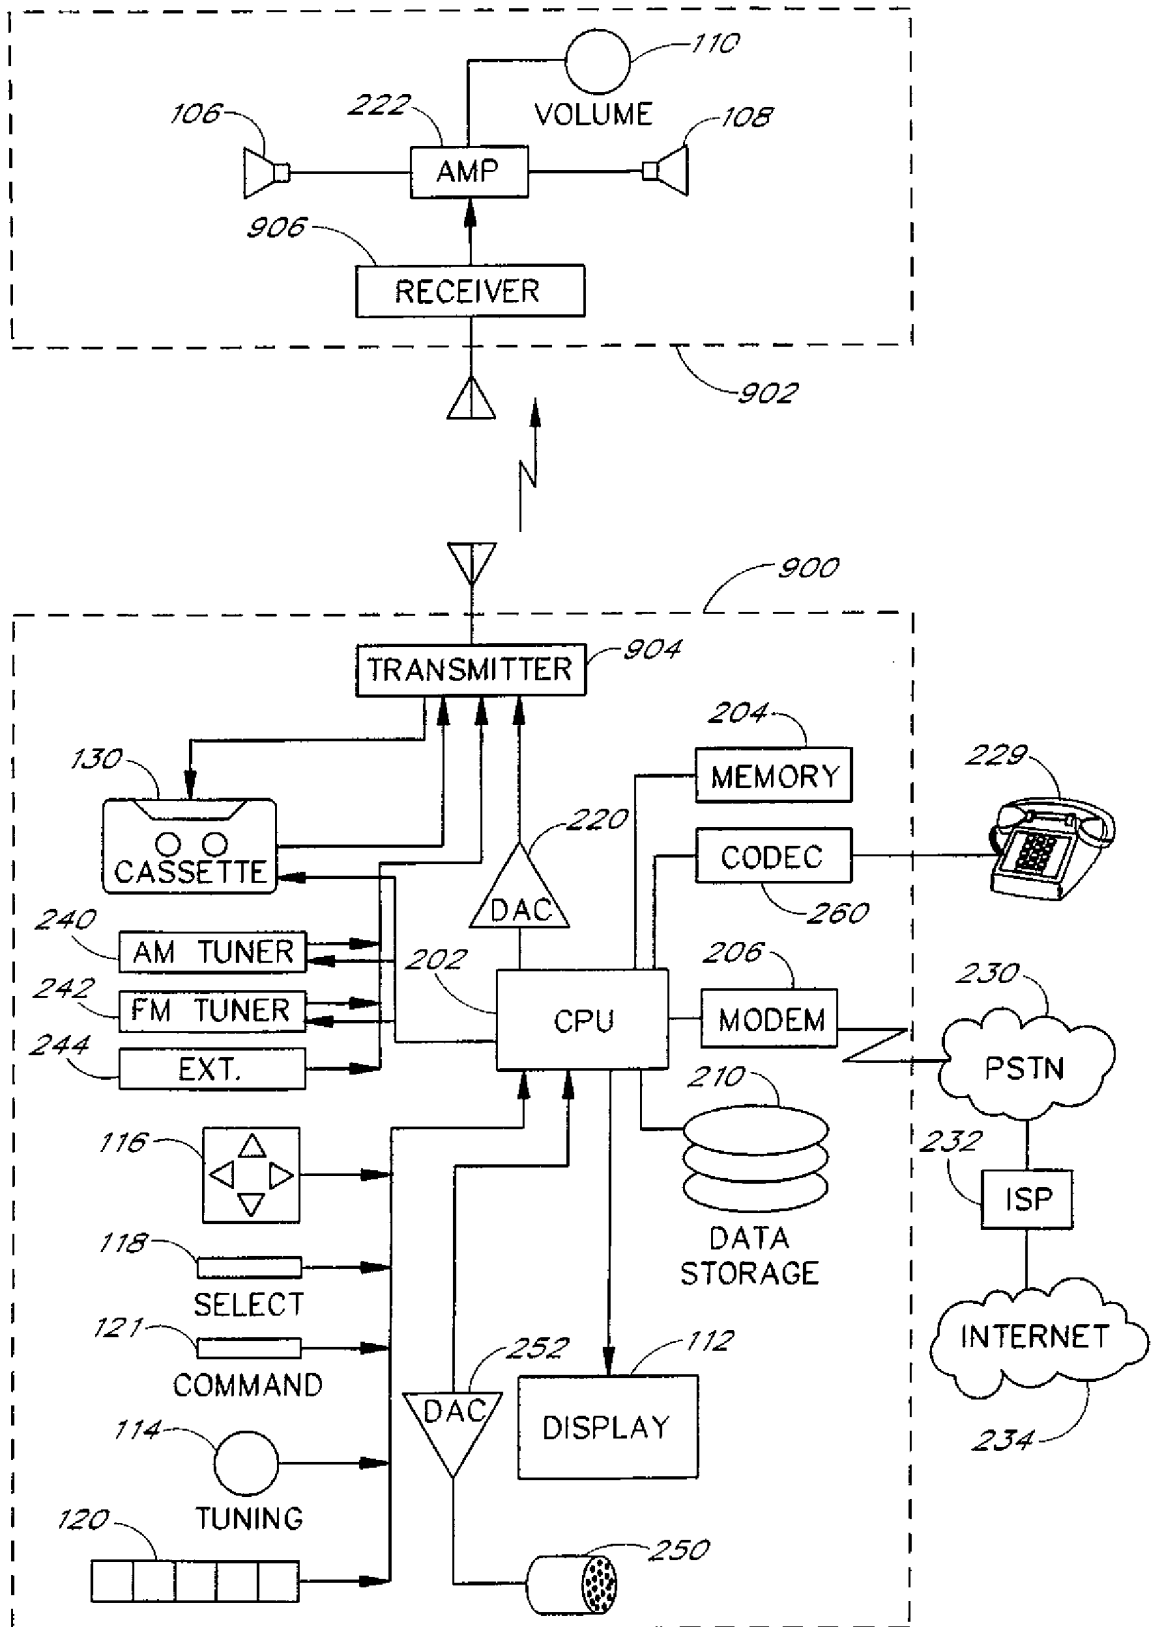 110
VOLUME
106
222
108
AMP
906
RECEIVER
902
900
TRANSMITTER
904
204
MEMORY
130
229
220
CODEC
CASSETTE
DAC
260
240
AM TUNER
202
206
230
242
FM TUNER
CPU
MODEM
PSTN
244
EXT.
210
116
232
ISP
118
DATA
STORAGE
SELECT
121
252
112
INTERNET
COMMAND
DAC
DISPLAY
114
234
TUNING
120
250